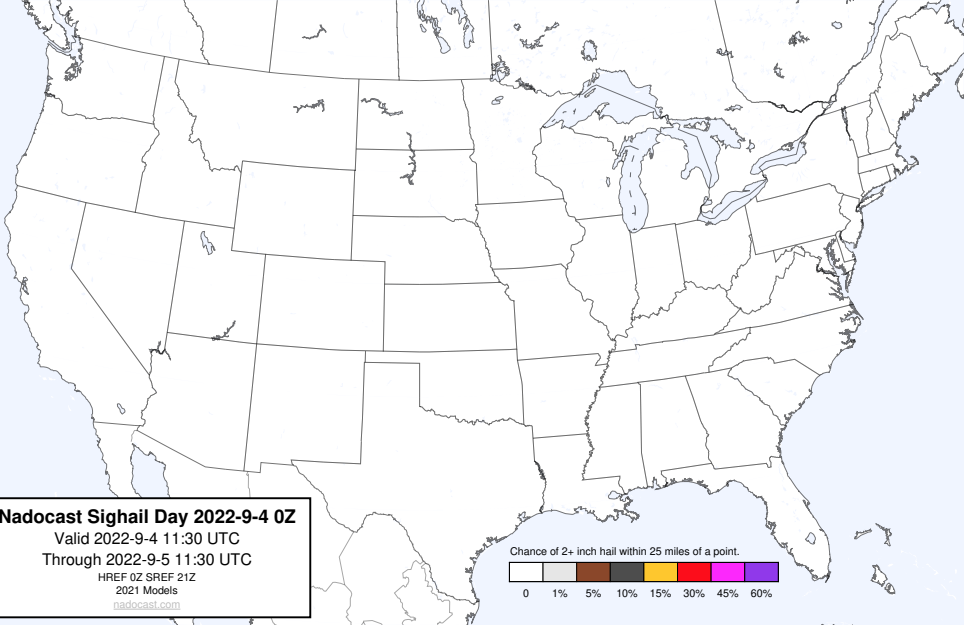 Nadocast Sighail Day 2022-9-4 0Z
Valid 2022-9-4 11:30 UTC
Through 2022-9-5 11:30 UTC
HREF 0Z SREF 21Z
2021 Models
nadocast.com
Chance of 2+ inch hail within 25 miles of a point.
0 1% 5% 10% 15% 30% 45% 60%